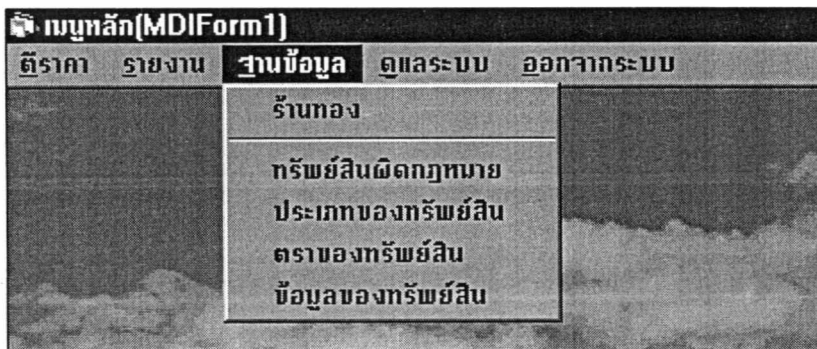 เมนูหลัก(MDIForm1)
ตีราคา รายงาน ฐานข้อมูล ดูแลระบบ ออกจากระบบ
ร้านทอง
ทรัพย์สินผิดกฎหมาย
ประเภทของทรัพย์สิน
ตราของทรัพย์สิน
ข้อมูลของทรัพย์สิน